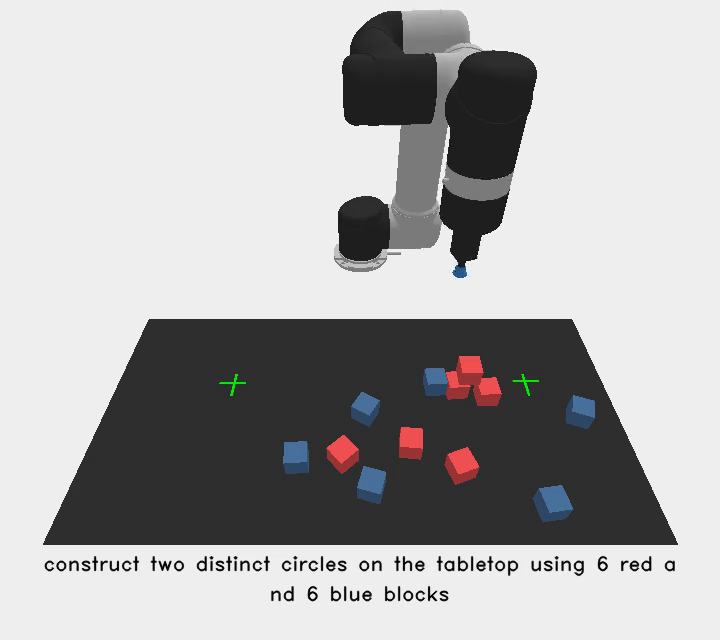 construct two distinct circles on the tabletop using 6 red a
nd 6 blue blocks